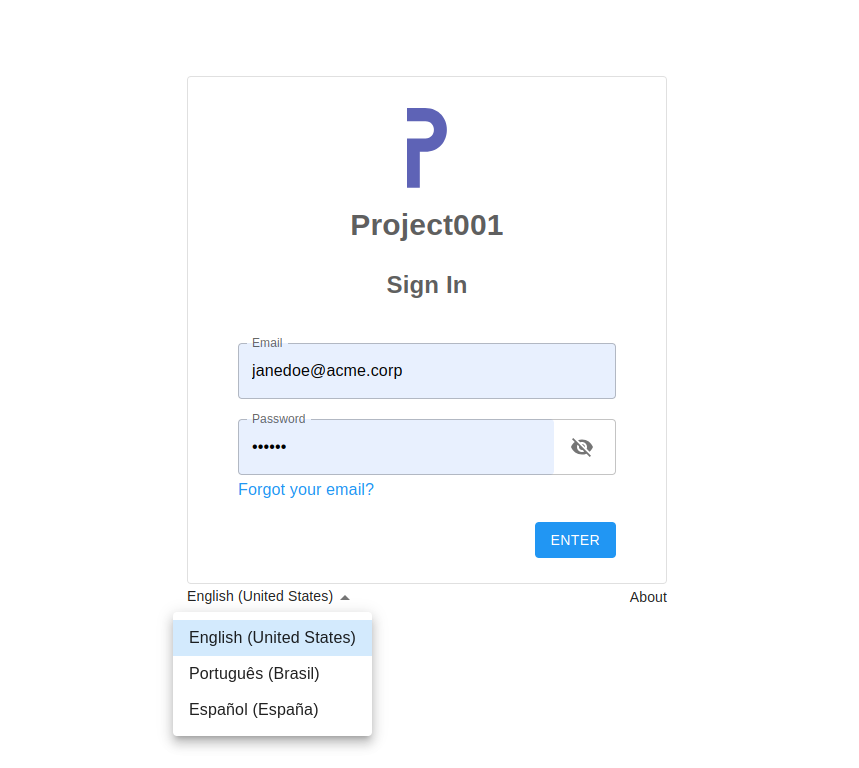 Project001
Sign In
Email
janedoe@acme.corp
Password
••••••
Forgot your email?
ENTER
English (United States) About
English (United States)
Português (Brasil)
Español (España)